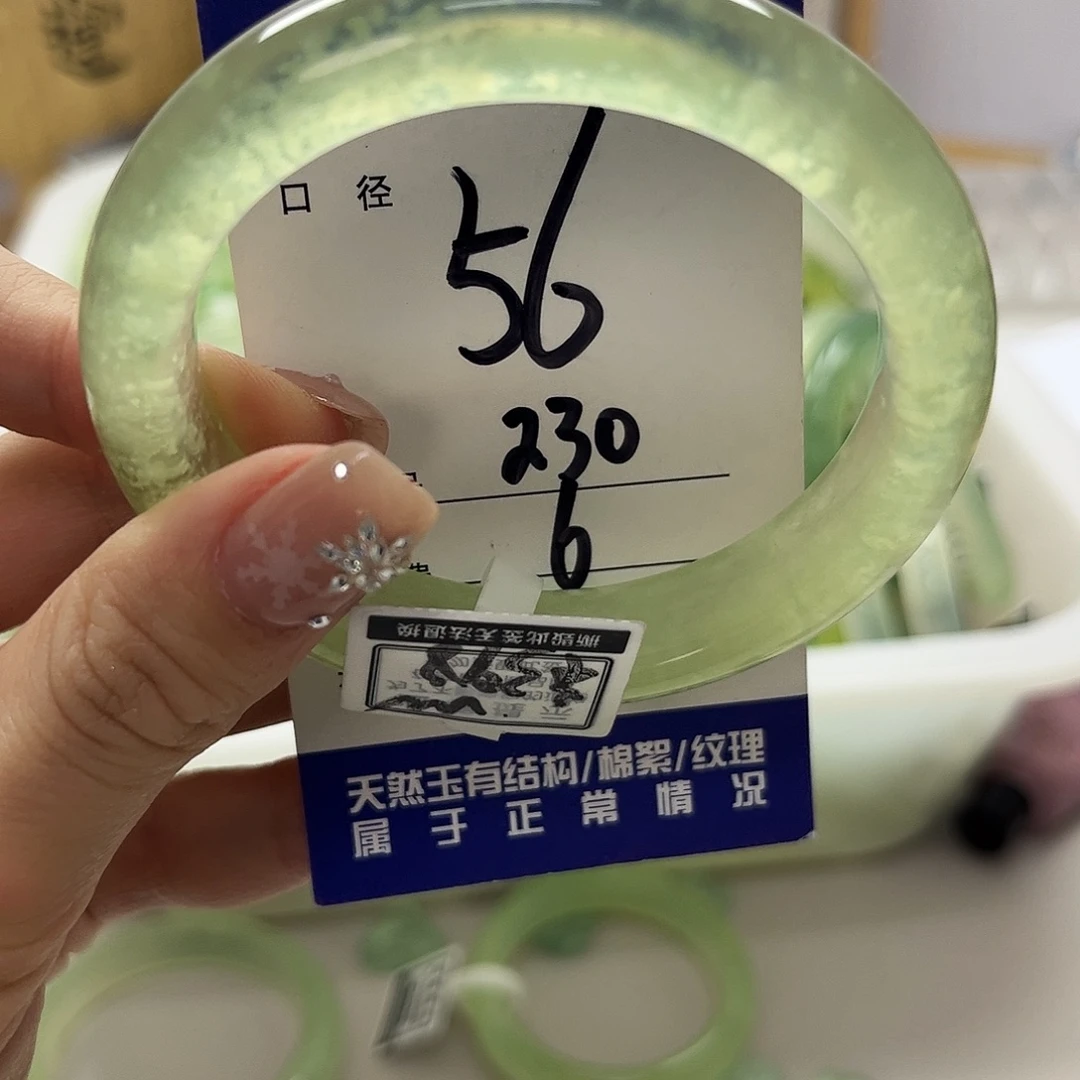 口 径
56
230
6
撕毁此签无法退换
天然玉有结构/棉絮/纹理
属于正常情况